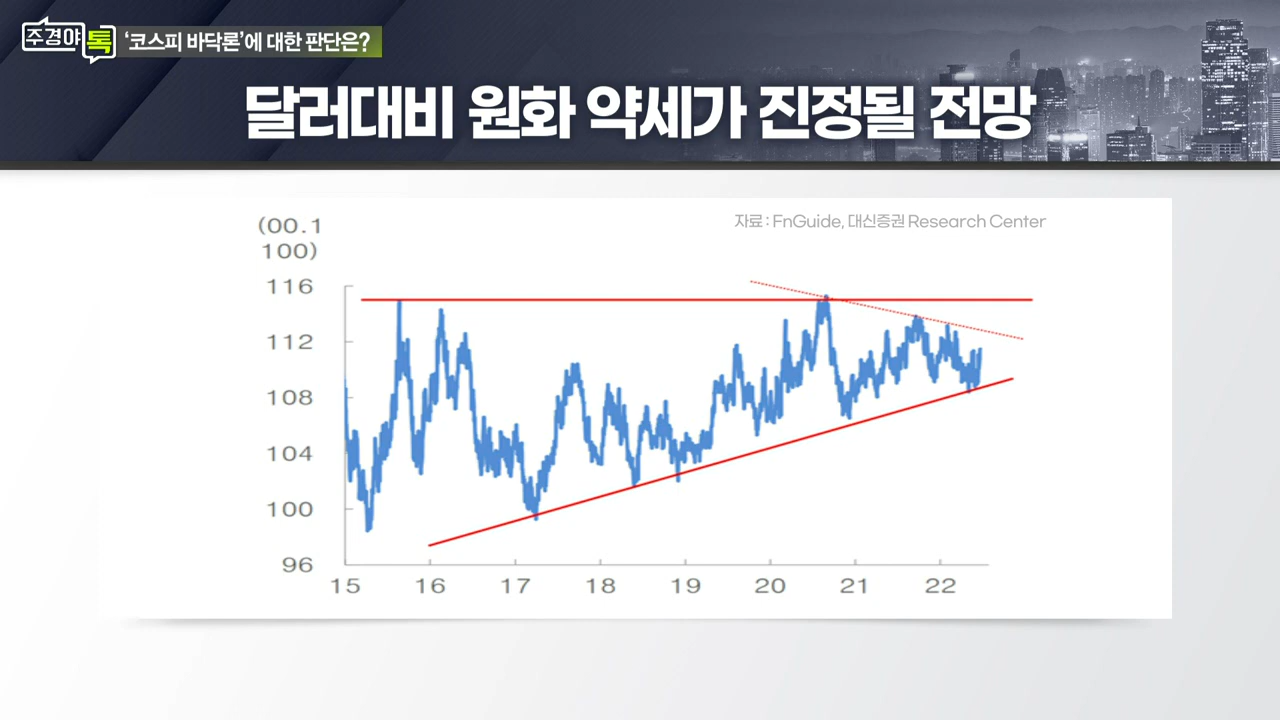 주경야톡
'코스피 바닥론'에 대한 판단은?
달러대비 원화 약세가 진정될 전망
자료 : FnGuide, 대신증권 Research Center
(00.1
100)
116
112
108
104
100
96
15 16 17 18 19 20 21 22